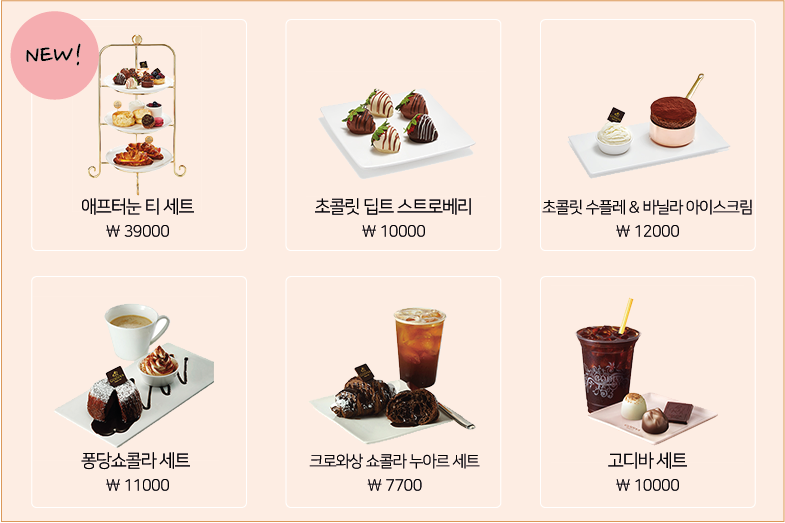 NEW!
애프터눈 티 세트
₩ 39000
초콜릿 딥트 스트로베리
₩ 10000
초콜릿 수플레 & 바닐라 아이스크림
₩ 12000
퐁당쇼콜라 세트
₩ 11000
크로와상 쇼콜라 누아르 세트
₩ 7700
고디바 세트
₩ 10000